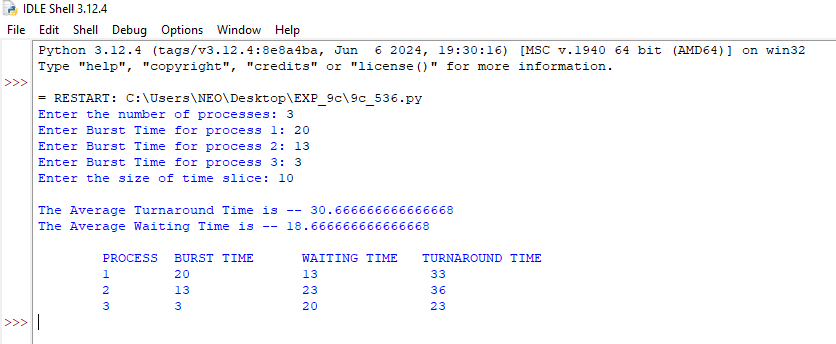 IDLE Shell 3.12.4
File Edit Shell Debug Options Window Help
Python 3.12.4 (tags/v3.12.4:8e8a4ba, Jun  6 2024, 19:30:16) [MSC v.1940 64 bit (AMD64)] on win32
Type "help", "copyright", "credits" or "license()" for more information.
>>>
= RESTART: C:\Users\NEO\Desktop\EXP_9c\9c_536.py
Enter the number of processes: 3
Enter Burst Time for process 1: 20
Enter Burst Time for process 2: 13
Enter Burst Time for process 3: 3
Enter the size of time slice: 10
The Average Turnaround Time is -- 30.666666666666668
The Average Waiting Time is -- 18.666666666666668
PROCESS  BURST TIME      WAITING TIME   TURNAROUND TIME
1        20              13              33
2        13              23              36
3        3               20              23
>>>